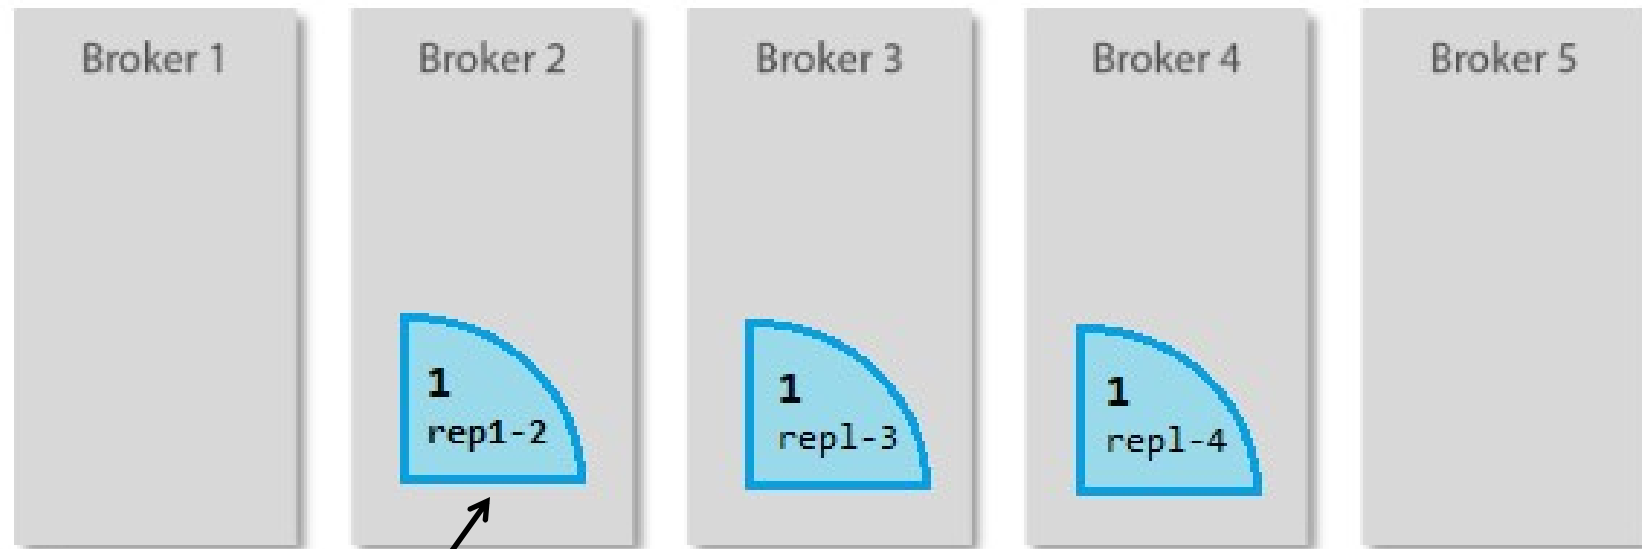 Broker 1
Broker 2
Broker 3
Broker 4
Broker 5
1
rep1-2
1
repl-3
1
repl-4